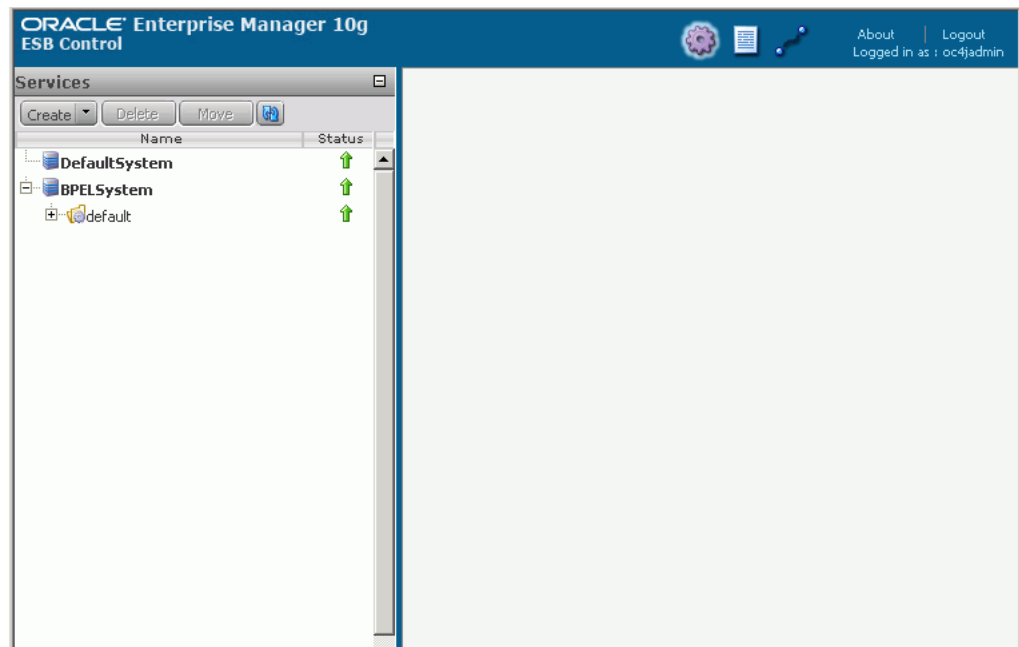 ORACLE Enterprise Manager 10g
ESB Control
About | Logout
Logged in as : oc4jadmin
Services
Create Delete Move
Name Status
DefaultSystem
BPELSystem
default